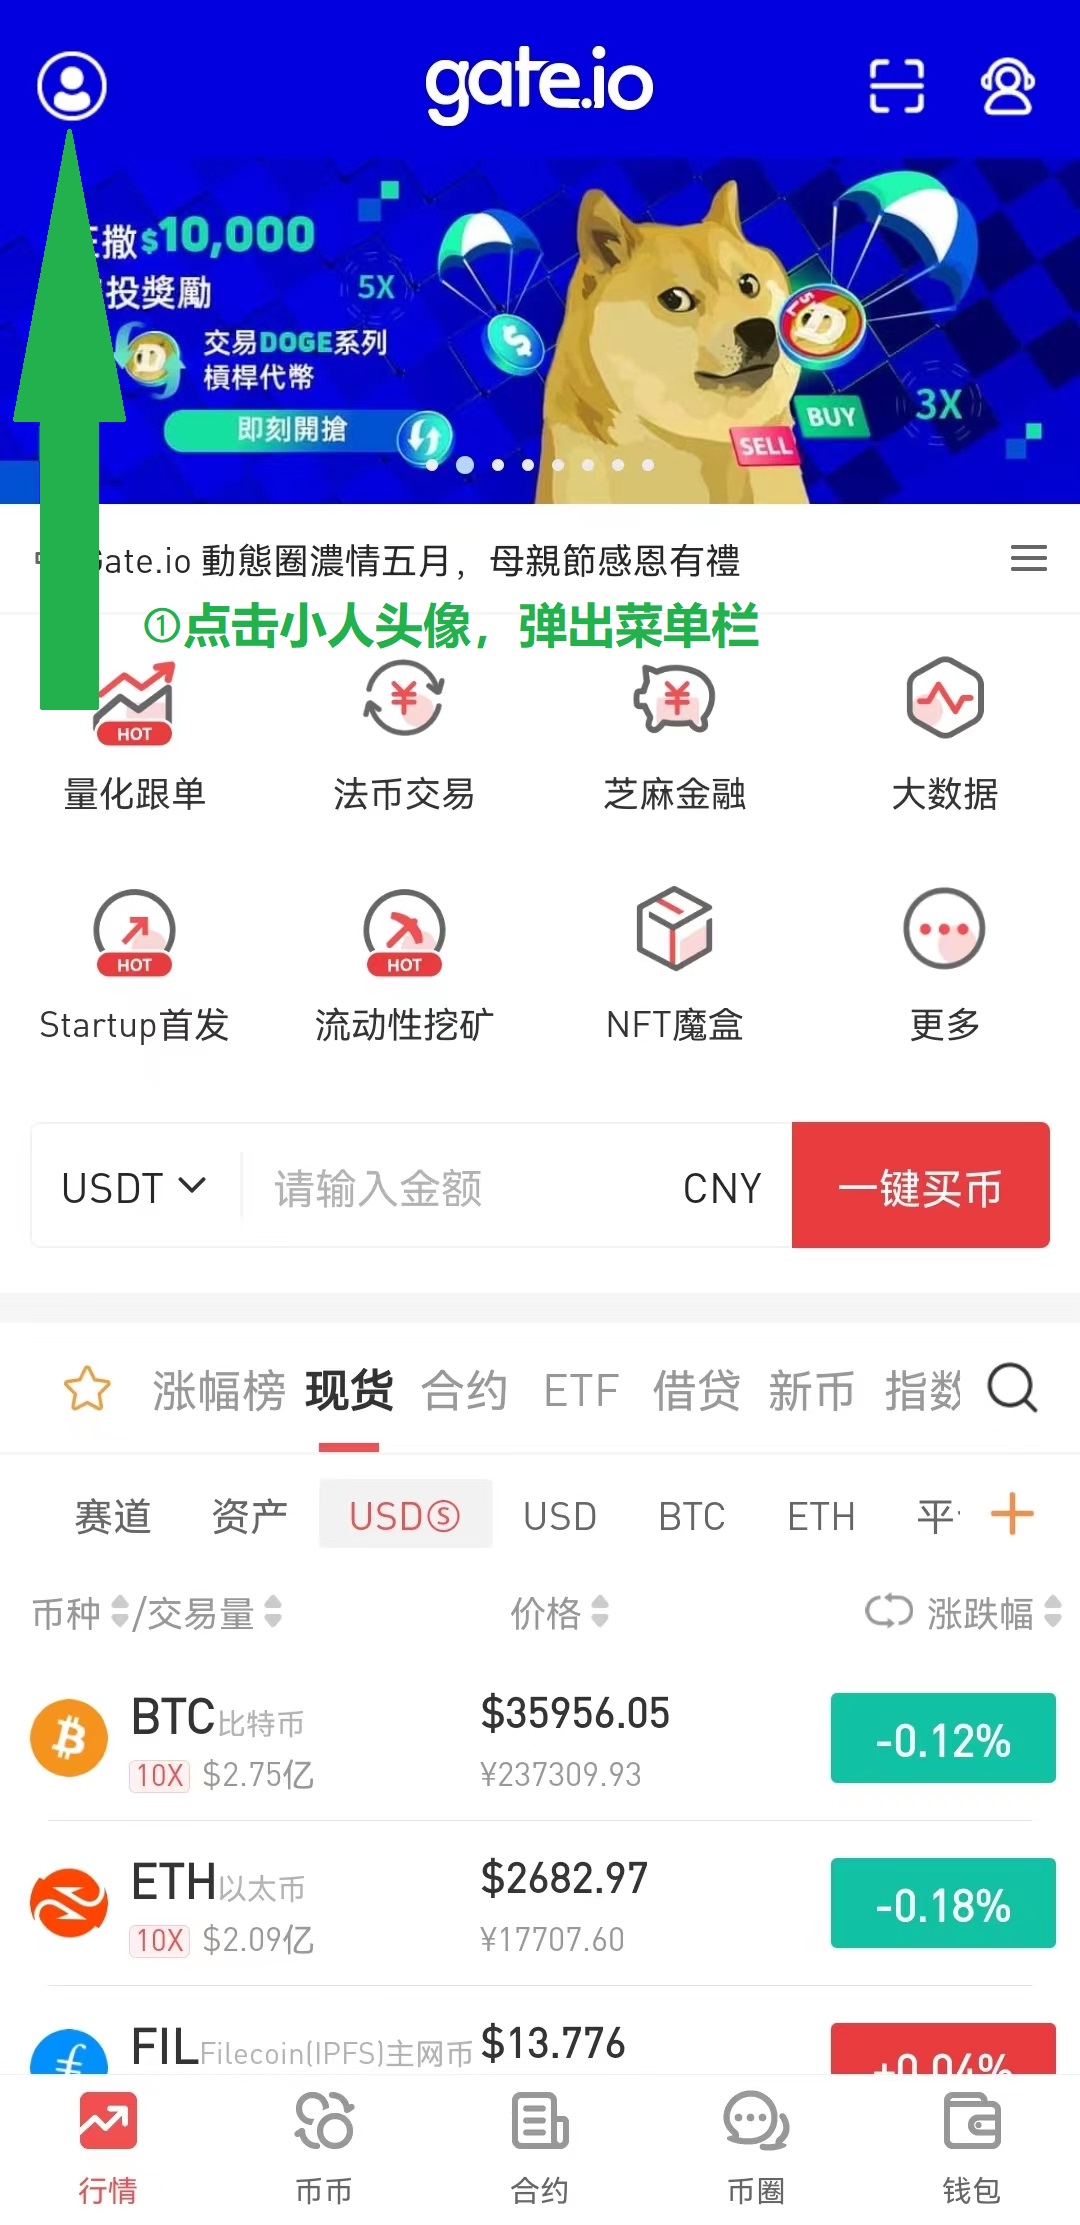 gate.io
撒$10,000
投獎勵
5X
交易DOGE系列
槓桿代幣
即刻開搶
SELL
BUY
3X
ate.io 動態圈濃情五月，母親節感恩有禮
①点击小人头像，弹出菜单栏
HOT
量化跟单 法币交易 芝麻金融 大数据
HOT HOT
Startup首发 流动性挖矿 NFT魔盒 更多
USDT 请输入金额 CNY 一键买币
涨幅榜 现货 合约 ETF 借贷 新币 指数
赛道 资产 USDⓈ USD BTC ETH 平
币种/交易量 价格 涨跌幅
BTC比特币 $35956.05 -0.12%
10X $2.75亿 ¥237309.93
ETH以太币 $2682.97 -0.18%
10X $2.09亿 ¥17707.60
FILFilecoin(IPFS)主网币 $13.776 +0.04%
行情 币币 合约 币圈 钱包